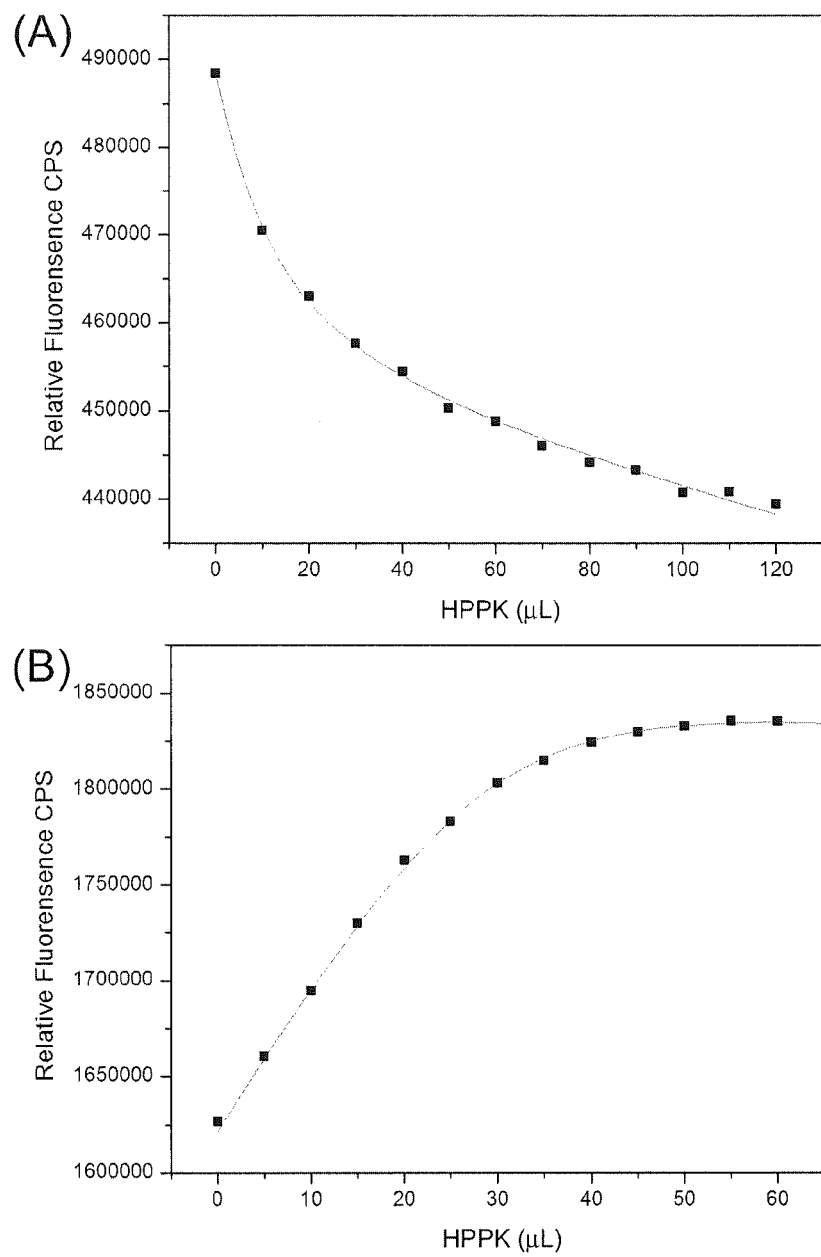 (A)
490000
480000
470000
460000
450000
440000
Relative Fluorensence CPS
0 20 40 60 80 100 120
HPPK (μL)
(B)
1850000
1800000
1750000
1700000
1650000
1600000
Relative Fluorensence CPS
0 10 20 30 40 50 60
HPPK (μL)